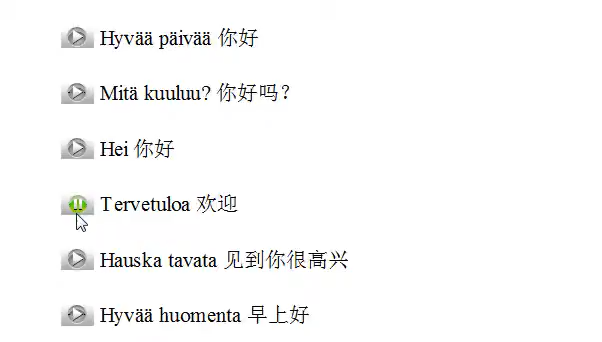 Hyvää päivää 你好
Mitä kuuluu? 你好吗？
Hei 你好
Tervetuloa 欢迎
Hauska tavata 见到你很高兴
Hyvää huomenta 早上好